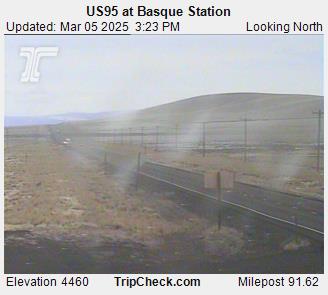 US95 at Basque Station
Updated: Mar 05 2025 3:23 PM Looking North
Elevation 4460 TripCheck.com Milepost 91.62